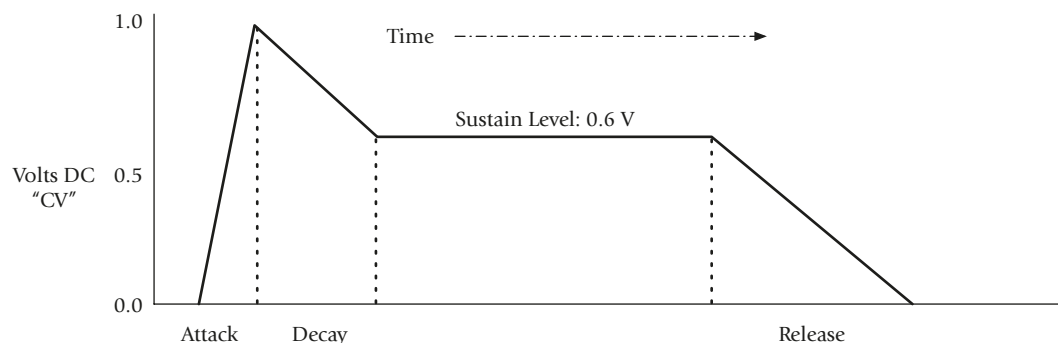 1.0
Time
Sustain Level: 0.6 V
Volts DC
“CV”
0.5
0.0
Attack
Decay
Release